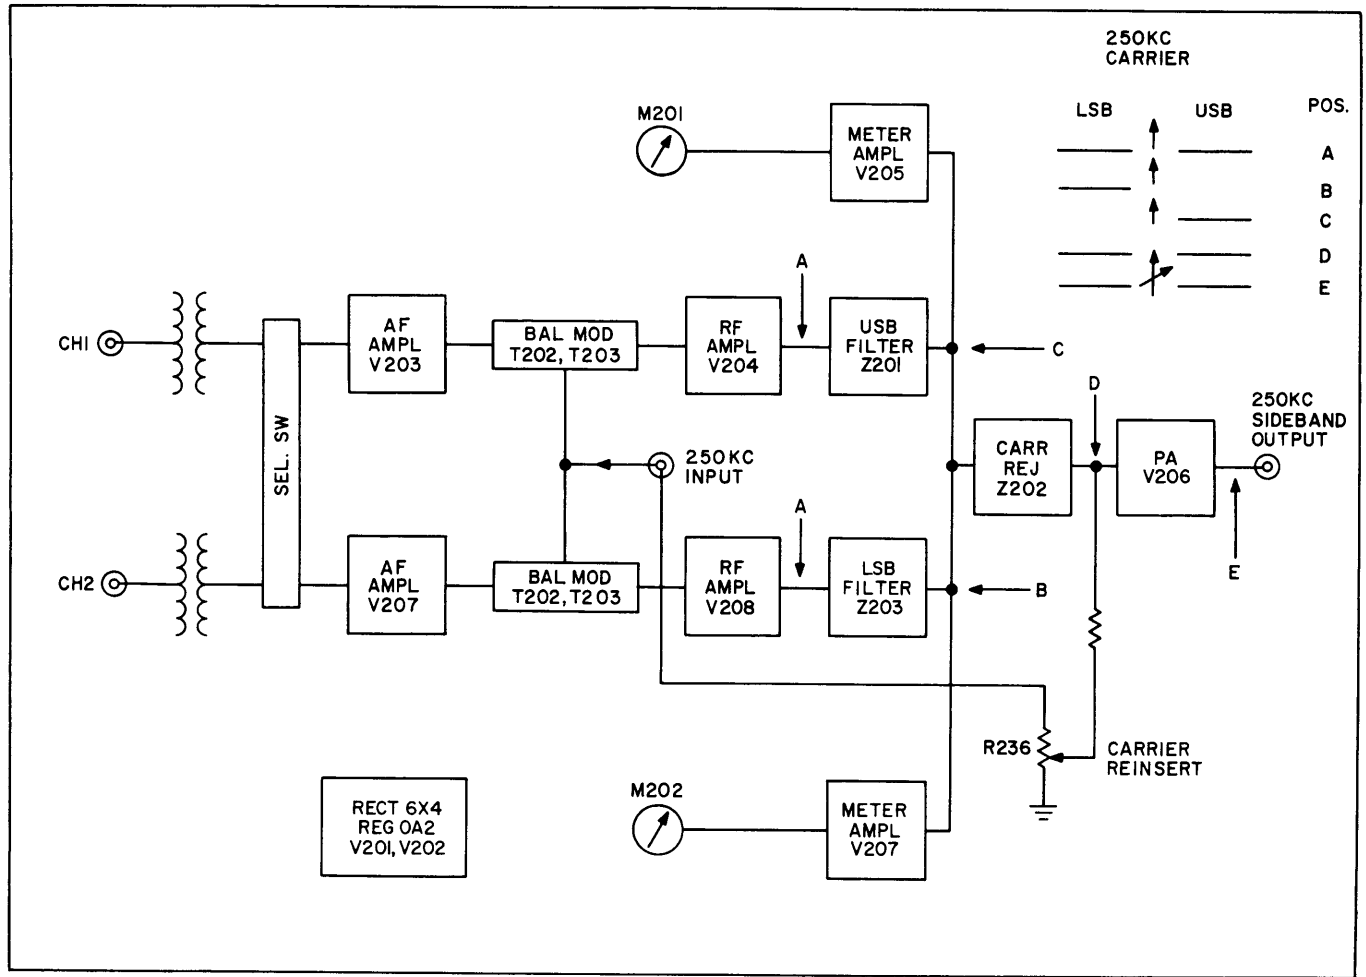 250KC
CARRIER
LSB
USB
POS.
A
B
C
D
E
M201
METER
AMPL
V205
A
CH1
SEL. SW
AF
AMPL
V203
BAL MOD
T202, T203
RF
AMPL
V204
USB
FILTER
Z201
C
D
250KC
INPUT
CARR
REJ
Z202
PA
V206
250KC
SIDEBAND
OUTPUT
E
A
CH2
AF
AMPL
V207
BAL MOD
T202, T203
RF
AMPL
V208
LSB
FILTER
Z203
B
R236
CARRIER
REINSERT
RECT 6X4
REG OA2
V201, V202
M202
METER
AMPL
V207